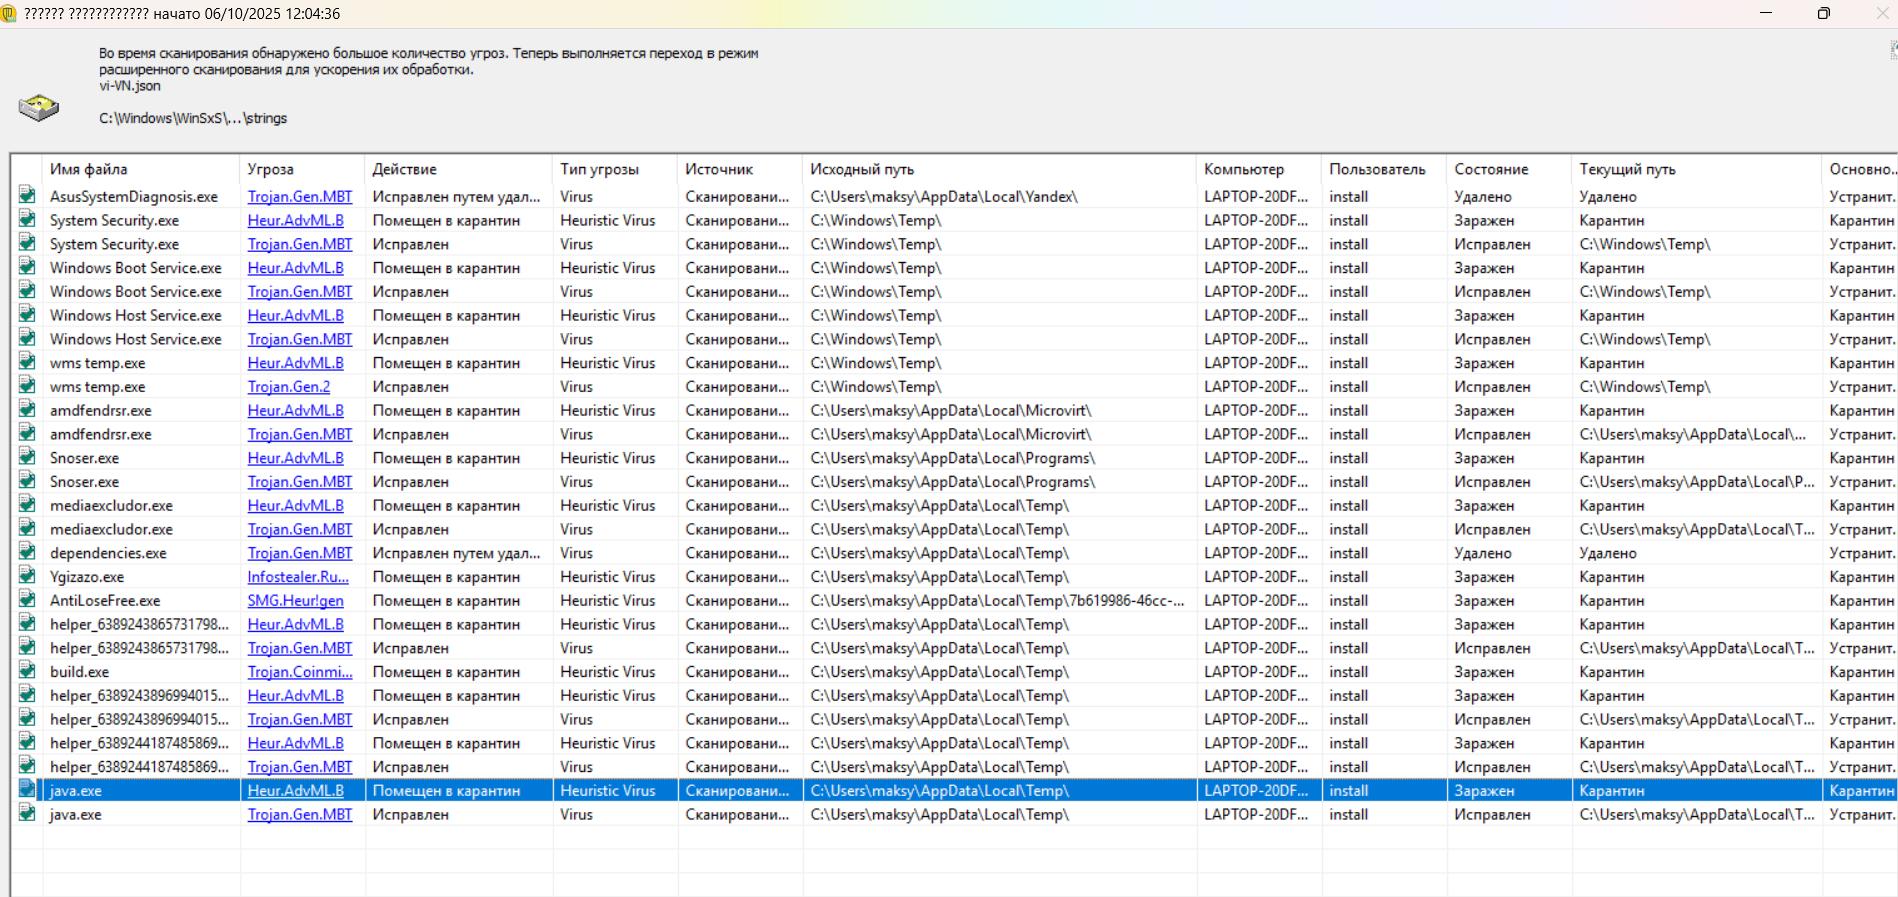 ?????? ???????????? начато 06/10/2025 12:04:36
Во время сканирования обнаружено большое количество угроз. Теперь выполняется переход в режим
расширенного сканирования для ускорения их обработки.
vi-VN.json
C:\Windows\WinSxS\...\strings
Имя файла Угроза Действие Тип угрозы Источник Исходный путь Компьютер Пользователь Состояние Текущий путь Основно...
AsusSystemDiagnosis.exe Trojan.Gen.MBT Исправлен путем удал... Virus Сканировани... C:\Users\maksy\AppData\Local\Yandex\ LAPTOP-20DF... install Удалено Удалено Устранит...
System Security.exe Heur.AdvML.B Помещен в карантин Heuristic Virus Сканировани... C:\Windows\Temp\ LAPTOP-20DF... install Заражен Карантин Карантин
System Security.exe Trojan.Gen.MBT Исправлен Virus Сканировани... C:\Windows\Temp\ LAPTOP-20DF... install Исправлен C:\Windows\Temp\ Устранит...
Windows Boot Service.exe Heur.AdvML.B Помещен в карантин Heuristic Virus Сканировани... C:\Windows\Temp\ LAPTOP-20DF... install Заражен Карантин Карантин
Windows Boot Service.exe Trojan.Gen.MBT Исправлен Virus Сканировани... C:\Windows\Temp\ LAPTOP-20DF... install Исправлен C:\Windows\Temp\ Устранит...
Windows Host Service.exe Heur.AdvML.B Помещен в карантин Heuristic Virus Сканировани... C:\Windows\Temp\ LAPTOP-20DF... install Заражен Карантин Карантин
Windows Host Service.exe Trojan.Gen.MBT Исправлен Virus Сканировани... C:\Windows\Temp\ LAPTOP-20DF... install Исправлен C:\Windows\Temp\ Устранит...
wms temp.exe Heur.AdvML.B Помещен в карантин Heuristic Virus Сканировани... C:\Windows\Temp\ LAPTOP-20DF... install Заражен Карантин Карантин
wms temp.exe Trojan.Gen.2 Исправлен Virus Сканировани... C:\Windows\Temp\ LAPTOP-20DF... install Исправлен C:\Windows\Temp\ Устранит...
amdfendrsr.exe Heur.AdvML.B Помещен в карантин Heuristic Virus Сканировани... C:\Users\maksy\AppData\Local\Microvirt\ LAPTOP-20DF... install Заражен Карантин Карантин
amdfendrsr.exe Trojan.Gen.MBT Исправлен Virus Сканировани... C:\Users\maksy\AppData\Local\Microvirt\ LAPTOP-20DF... install Исправлен C:\Users\maksy\AppData\Local\... Устранит...
Snoser.exe Heur.AdvML.B Помещен в карантин Heuristic Virus Сканировани... C:\Users\maksy\AppData\Local\Programs\ LAPTOP-20DF... install Заражен Карантин Карантин
Snoser.exe Trojan.Gen.MBT Исправлен Virus Сканировани... C:\Users\maksy\AppData\Local\Programs\ LAPTOP-20DF... install Исправлен C:\Users\maksy\AppData\Local\P... Устранит...
mediaexcludor.exe Heur.AdvML.B Помещен в карантин Heuristic Virus Сканировани... C:\Users\maksy\AppData\Local\Temp\ LAPTOP-20DF... install Заражен Карантин Карантин
mediaexcludor.exe Trojan.Gen.MBT Исправлен Virus Сканировани... C:\Users\maksy\AppData\Local\Temp\ LAPTOP-20DF... install Исправлен C:\Users\maksy\AppData\Local\T... Устранит...
dependencies.exe Trojan.Gen.MBT Исправлен путем удал... Virus Сканировани... C:\Users\maksy\AppData\Local\Temp\ LAPTOP-20DF... install Удалено Удалено Устранит...
Ygizazo.exe Infostealer.Ru... Помещен в карантин Heuristic Virus Сканировани... C:\Users\maksy\AppData\Local\Temp\ LAPTOP-20DF... install Заражен Карантин Карантин
AntiLoseFree.exe SMG.Heur!gen Помещен в карантин Heuristic Virus Сканировани... C:\Users\maksy\AppData\Local\Temp\7b619986-46cc-... LAPTOP-20DF... install Заражен Карантин Карантин
helper_6389243865731798... Heur.AdvML.B Помещен в карантин Heuristic Virus Сканировани... C:\Users\maksy\AppData\Local\Temp\ LAPTOP-20DF... install Заражен Карантин Карантин
helper_6389243865731798... Trojan.Gen.MBT Исправлен Virus Сканировани... C:\Users\maksy\AppData\Local\Temp\ LAPTOP-20DF... install Исправлен C:\Users\maksy\AppData\Local\T... Устранит...
build.exe Trojan.Coinmi... Помещен в карантин Heuristic Virus Сканировани... C:\Users\maksy\AppData\Local\Temp\ LAPTOP-20DF... install Заражен Карантин Карантин
helper_6389243896994015... Heur.AdvML.B Помещен в карантин Heuristic Virus Сканировани... C:\Users\maksy\AppData\Local\Temp\ LAPTOP-20DF... install Заражен Карантин Карантин
helper_6389243896994015... Trojan.Gen.MBT Исправлен Virus Сканировани... C:\Users\maksy\AppData\Local\Temp\ LAPTOP-20DF... install Исправлен C:\Users\maksy\AppData\Local\T... Устранит...
helper_6389244187485869... Heur.AdvML.B Помещен в карантин Heuristic Virus Сканировани... C:\Users\maksy\AppData\Local\Temp\ LAPTOP-20DF... install Заражен Карантин Карантин
helper_6389244187485869... Trojan.Gen.MBT Исправлен Virus Сканировани... C:\Users\maksy\AppData\Local\Temp\ LAPTOP-20DF... install Исправлен C:\Users\maksy\AppData\Local\T... Устранит...
java.exe Heur.AdvML.B Помещен в карантин Heuristic Virus Сканировани... C:\Users\maksy\AppData\Local\Temp\ LAPTOP-20DF... install Заражен Карантин Карантин
java.exe Trojan.Gen.MBT Исправлен Virus Сканировани... C:\Users\maksy\AppData\Local\Temp\ LAPTOP-20DF... install Исправлен C:\Users\maksy\AppData\Local\T... Устранит...